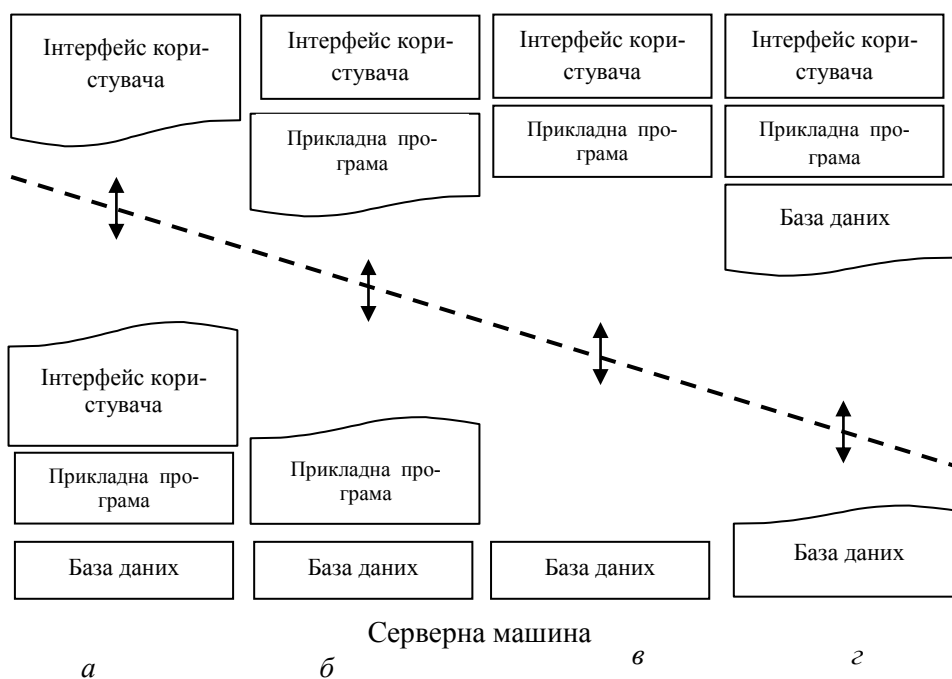 Інтерфейс кори-
стувача
Інтерфейс кори-
стувача
Інтерфейс кори-
стувача
Інтерфейс кори-
стувача
Прикладна про-
грама
Прикладна про-
грама
Прикладна про-
грама
База даних
Інтерфейс кори-
стувача
Прикладна про-
грама
Прикладна про-
грама
База даних
База даних
База даних
База даних
Серверна машина
а
б
в
г